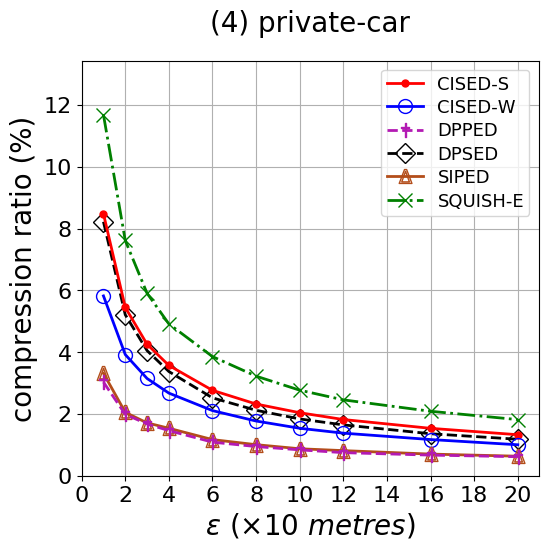 (4) private-car
compression ratio (%)
12
10
8
6
4
2
0
CISED-S
CISED-W
DPPED
DPSED
SIPED
SQUISH-E
0 2 4 6 8 10 12 14 16 18 20
ε (×10 metres)